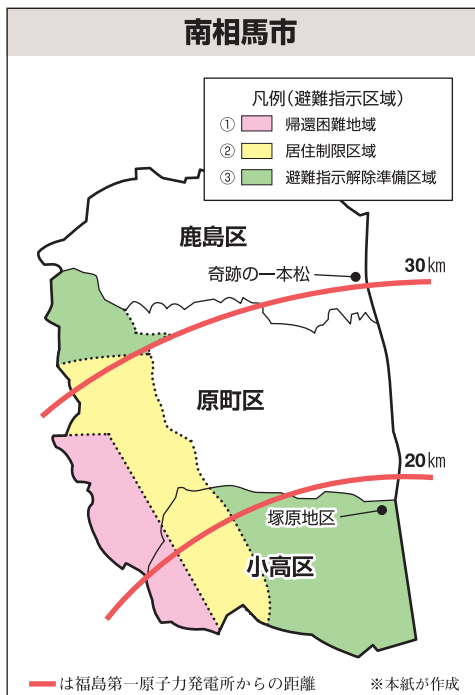 南相馬市
凡例(避難指示区域)
① 帰還困難地域
② 居住制限区域
③ 避難指示解除準備区域
鹿島区
奇跡の一本松
30km
原町区
20km
塚原地区
小高区
は福島第一原子力発電所からの距離
※本紙が作成